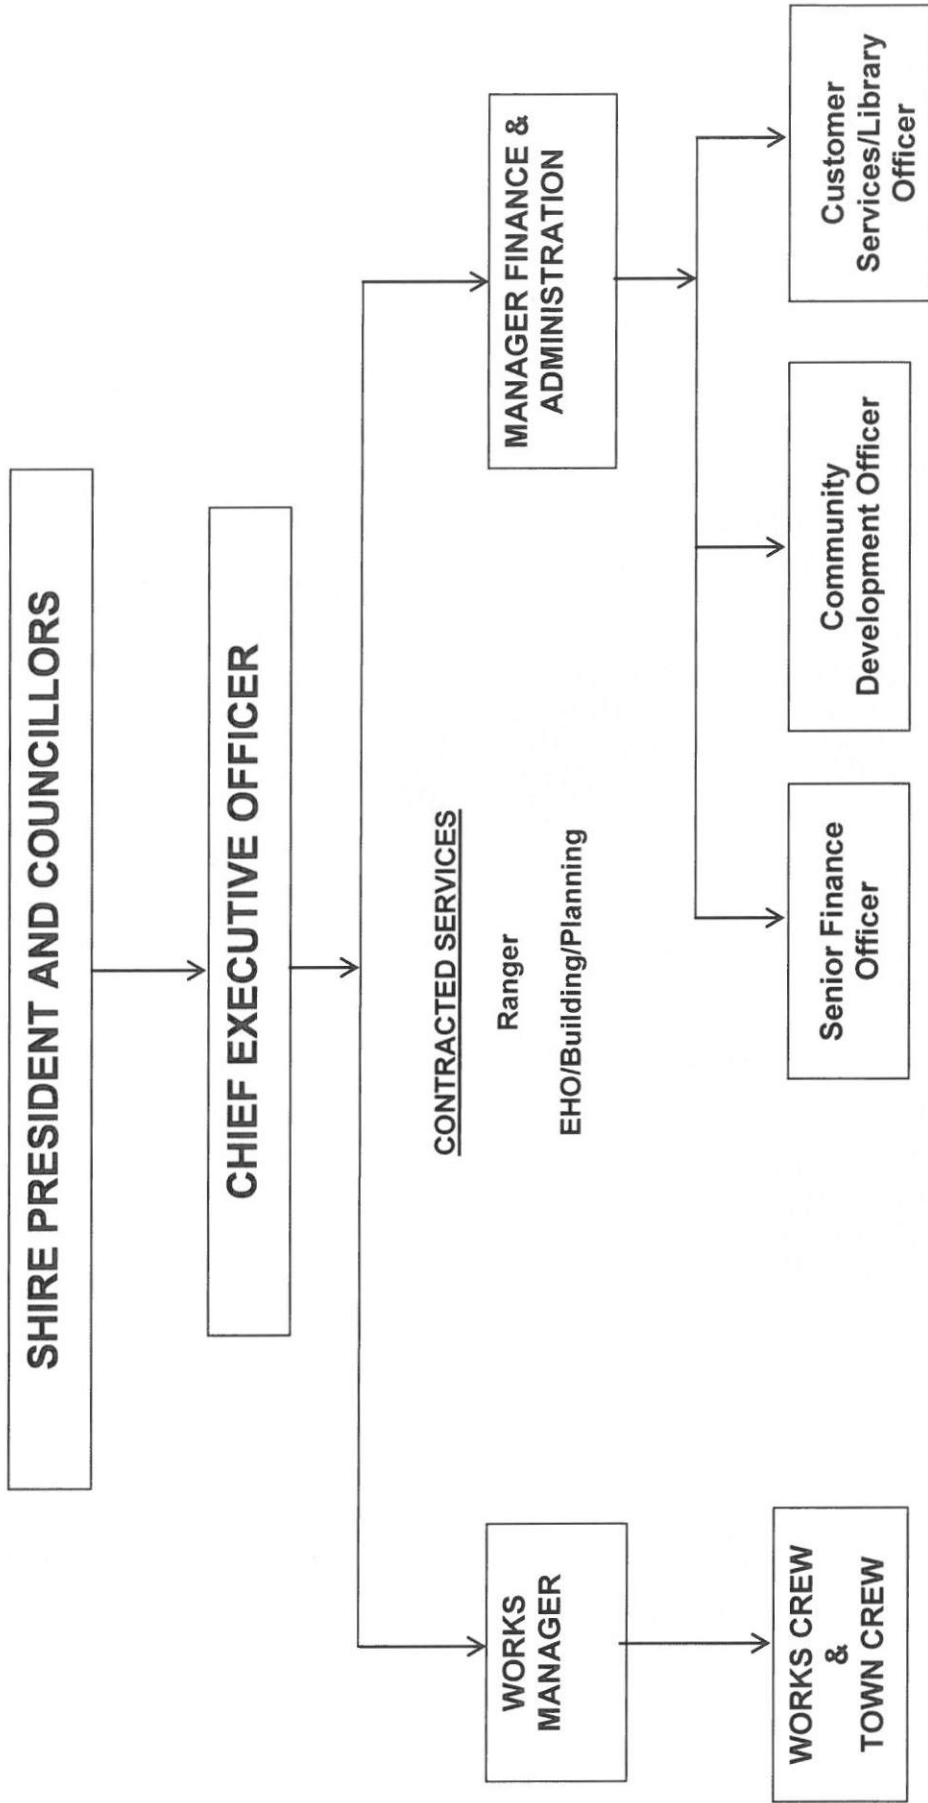 SHIRE PRESIDENT AND COUNCILLORS
CHIEF EXECUTIVE OFFICER
CONTRACTED SERVICES
Ranger
EHO/Building/Planning
WORKS
MANAGER
MANAGER FINANCE &
ADMINISTRATION
WORKS CREW
&
TOWN CREW
Senior Finance
Officer
Community
Development Officer
Customer
Services/Library
Officer